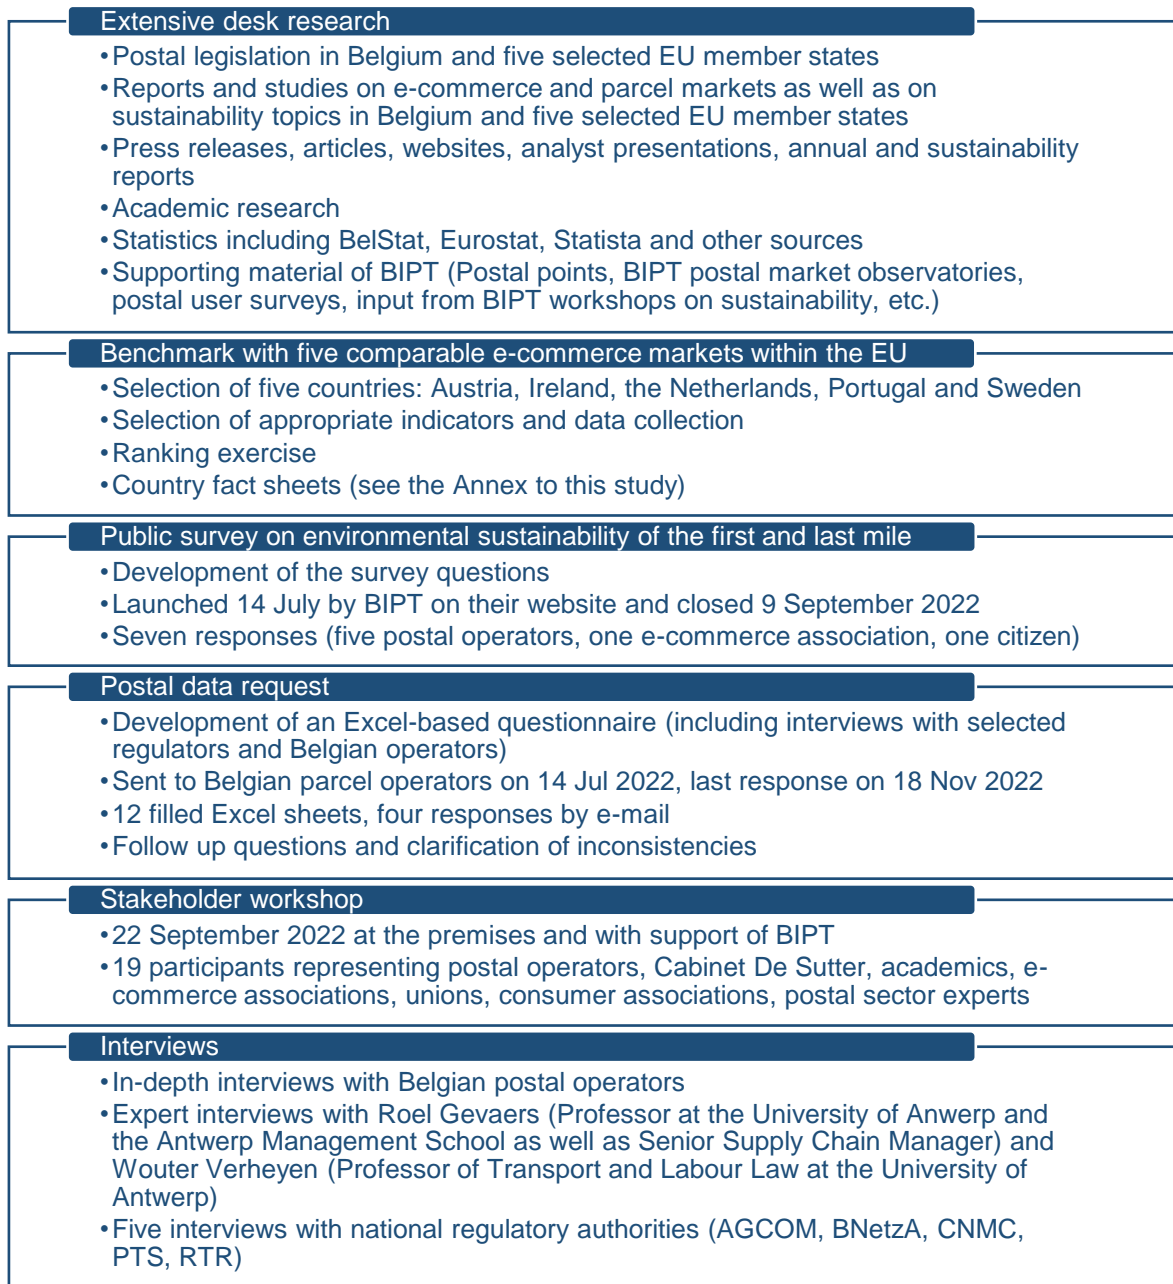 Extensive desk research
•Postal legislation in Belgium and five selected EU member states
•Reports and studies on e-commerce and parcel markets as well as on
sustainability topics in Belgium and five selected EU member states
•Press releases, articles, websites, analyst presentations, annual and sustainability
reports
•Academic research
•Statistics including BelStat, Eurostat, Statista and other sources
•Supporting material of BIPT (Postal points, BIPT postal market observatories,
postal user surveys, input from BIPT workshops on sustainability, etc.)
Benchmark with five comparable e-commerce markets within the EU
•Selection of five countries: Austria, Ireland, the Netherlands, Portugal and Sweden
•Selection of appropriate indicators and data collection
•Ranking exercise
•Country fact sheets (see the Annex to this study)
Public survey on environmental sustainability of the first and last mile
•Development of the survey questions
•Launched 14 July by BIPT on their website and closed 9 September 2022
•Seven responses (five postal operators, one e-commerce association, one citizen)
Postal data request
•Development of an Excel-based questionnaire (including interviews with selected
regulators and Belgian operators)
•Sent to Belgian parcel operators on 14 Jul 2022, last response on 18 Nov 2022
•12 filled Excel sheets, four responses by e-mail
•Follow up questions and clarification of inconsistencies
Stakeholder workshop
•22 September 2022 at the premises and with support of BIPT
•19 participants representing postal operators, Cabinet De Sutter, academics, e-
commerce associations, unions, consumer associations, postal sector experts
Interviews
•In-depth interviews with Belgian postal operators
•Expert interviews with Roel Gevaers (Professor at the University of Anwerp and
the Antwerp Management School as well as Senior Supply Chain Manager) and
Wouter Verheyen (Professor of Transport and Labour Law at the University of
Antwerp)
•Five interviews with national regulatory authorities (AGCOM, BNetzA, CNMC,
PTS, RTR)